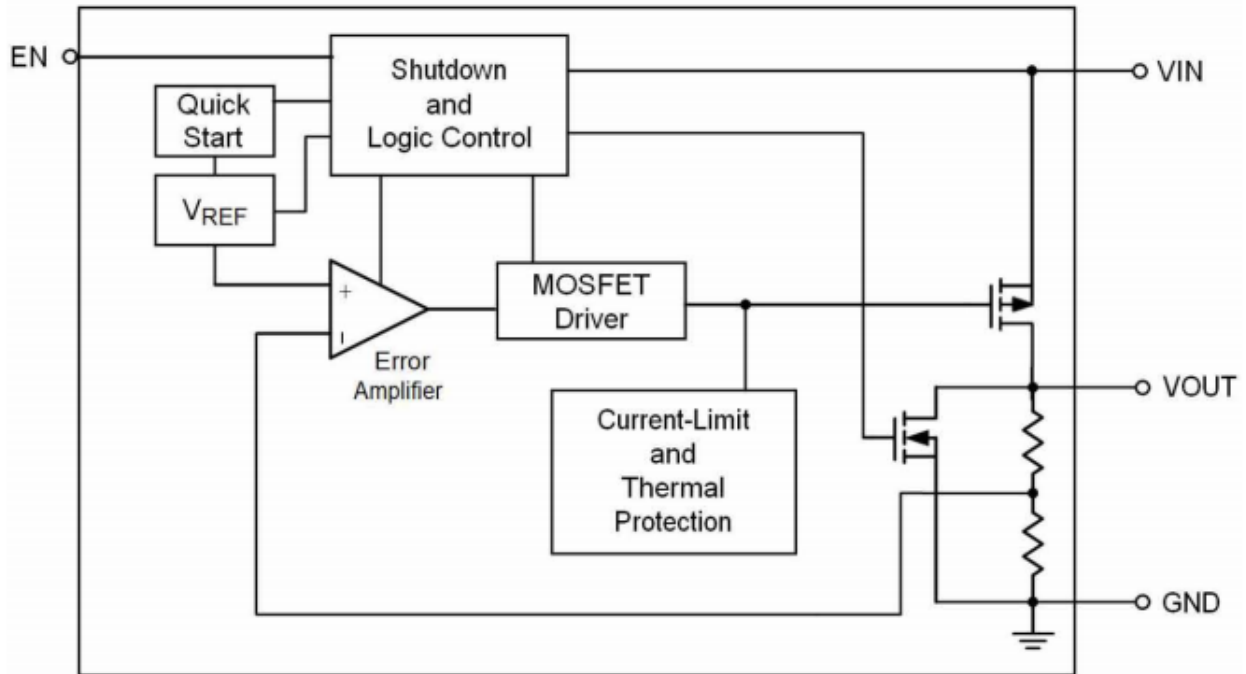 EN
Shutdown
and
Logic Control
VIN
Quick
Start
VREF
+
-
MOSFET
Driver
Error
Amplifier
VOUT
Current-Limit
and
Thermal
Protection
GND